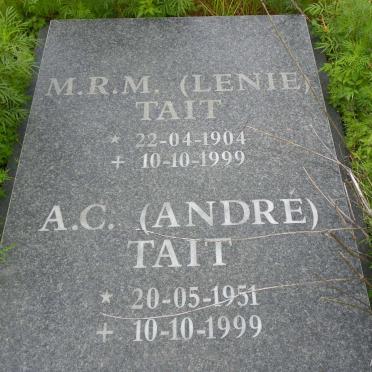 M.R.M. (LENIE)
TAIT
* 22-04-1904
+ 10-10-1999
A.C. (ANDRÉ)
TAIT
* 20-05-1951
+ 10-10-1999